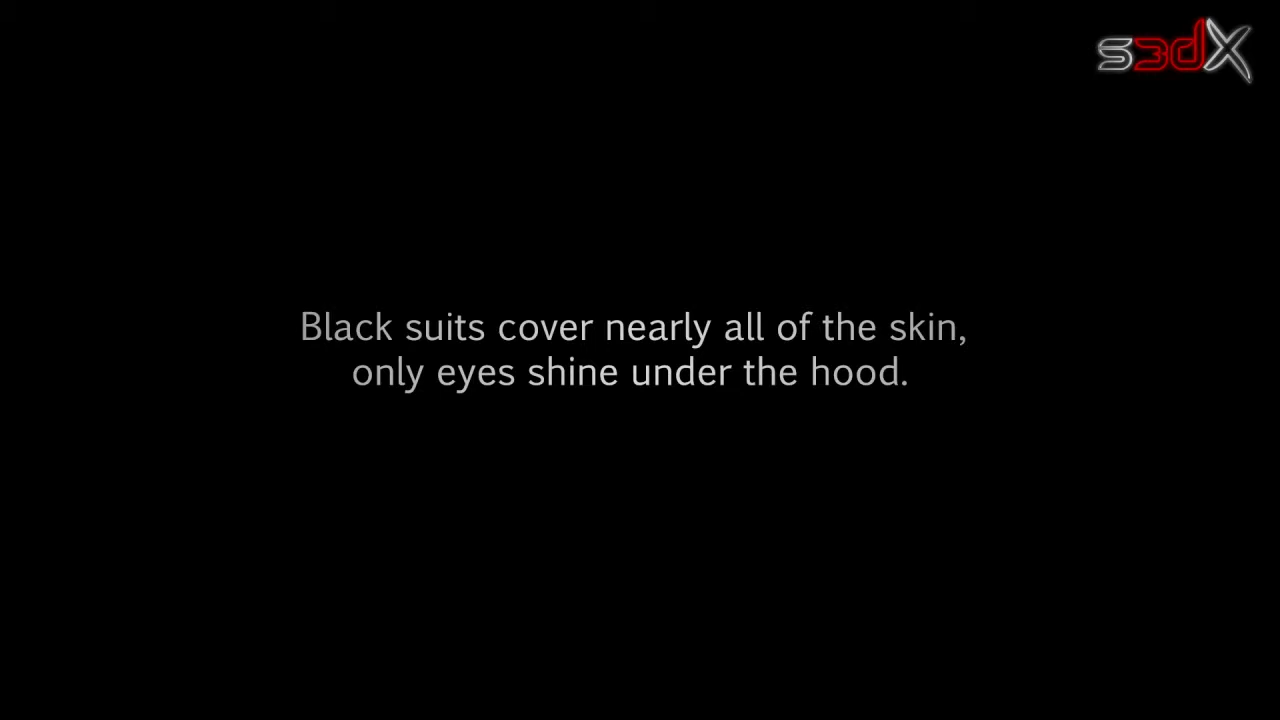 s3dX
Black suits cover nearly all of the skin,
only eyes shine under the hood.